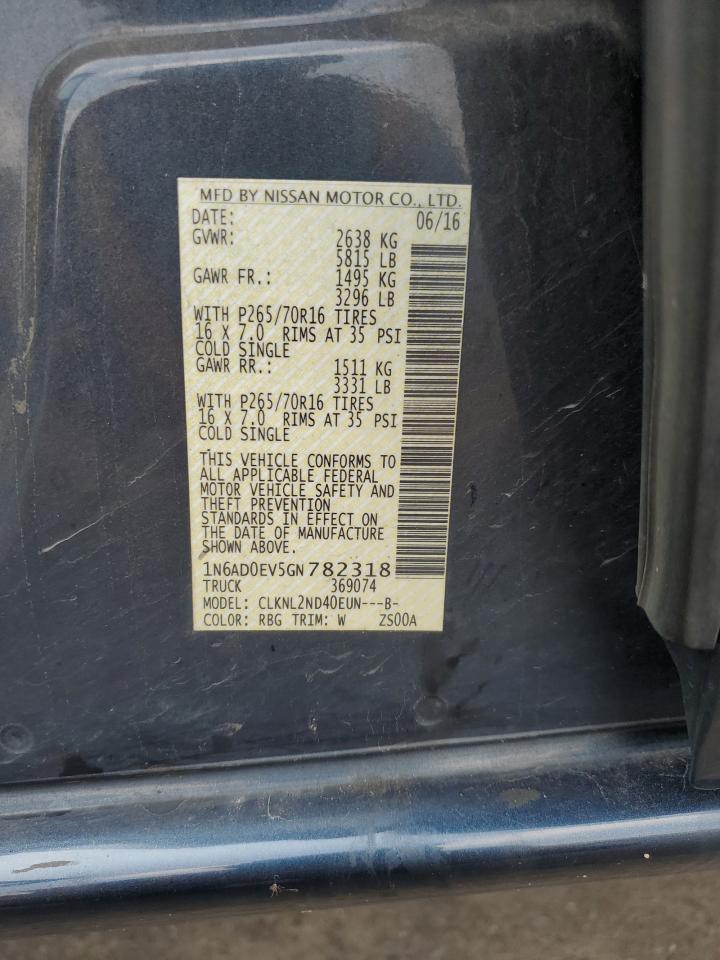 MFD BY NISSAN MOTOR CO., LTD.
DATE: 06/16
GVWR: 2638 KG
5815 LB
GAWR FR.: 1495 KG
3296 LB
WITH P265/70R16 TIRES
16 X 7.0 RIMS AT 35 PSI
COLD SINGLE
GAWR RR.: 1511 KG
3331 LB
WITH P265/70R16 TIRES
16 X 7.0 RIMS AT 35 PSI
COLD SINGLE
THIS VEHICLE CONFORMS TO
ALL APPLICABLE FEDERAL
MOTOR VEHICLE SAFETY AND
THEFT PREVENTION
STANDARDS IN EFFECT ON
THE DATE OF MANUFACTURE
SHOWN ABOVE.
1N6AD0EV5GN782318
TRUCK 369074
MODEL: CLKNL2ND40EUN---B-
COLOR: RBG TRIM: W ZS00A